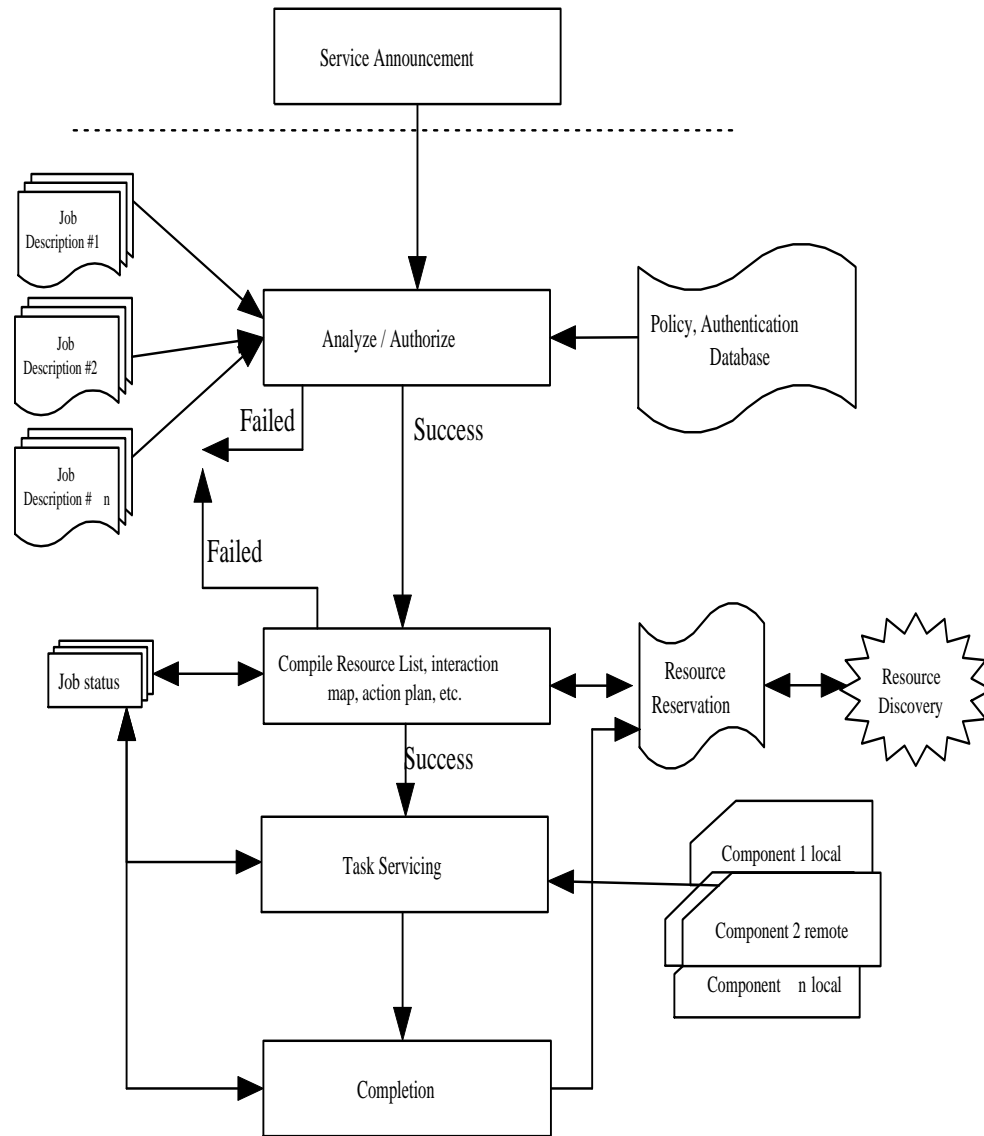 Service Announcement
Job
Description #1
Job
Description #2
Job
Description # n
Analyze / Authorize
Policy, Authentication
Database
Failed
Success
Failed
Job status
Compile Resource List, interaction
map, action plan, etc.
Resource
Reservation
Resource
Discovery
Success
Task Servicing
Component 1 local
Component 2 remote
Component n local
Completion